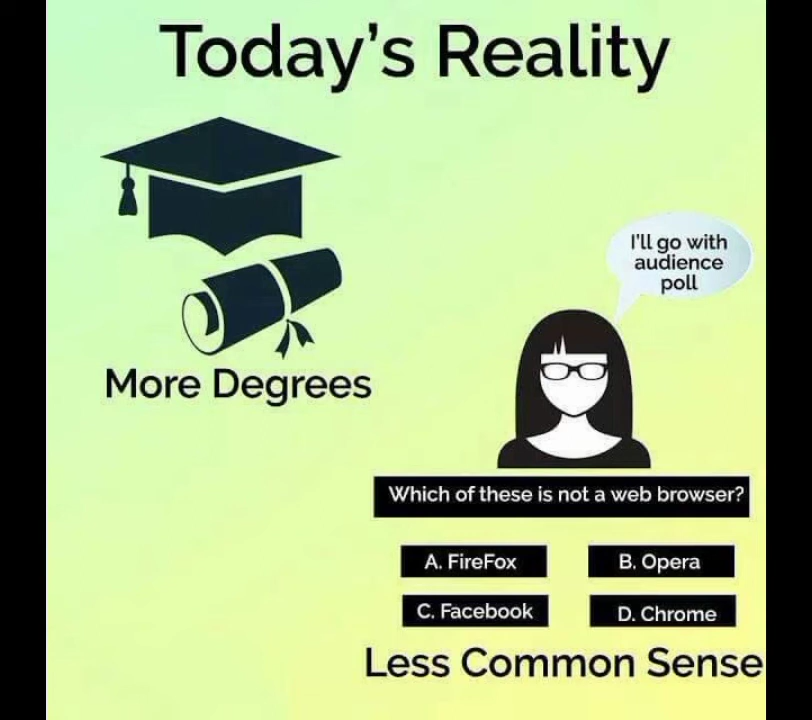 Today's Reality
More Degrees
I'll go with
audience
poll
Which of these is not a web browser?
A. FireFox
B. Opera
C. Facebook
D. Chrome
Less Common Sense